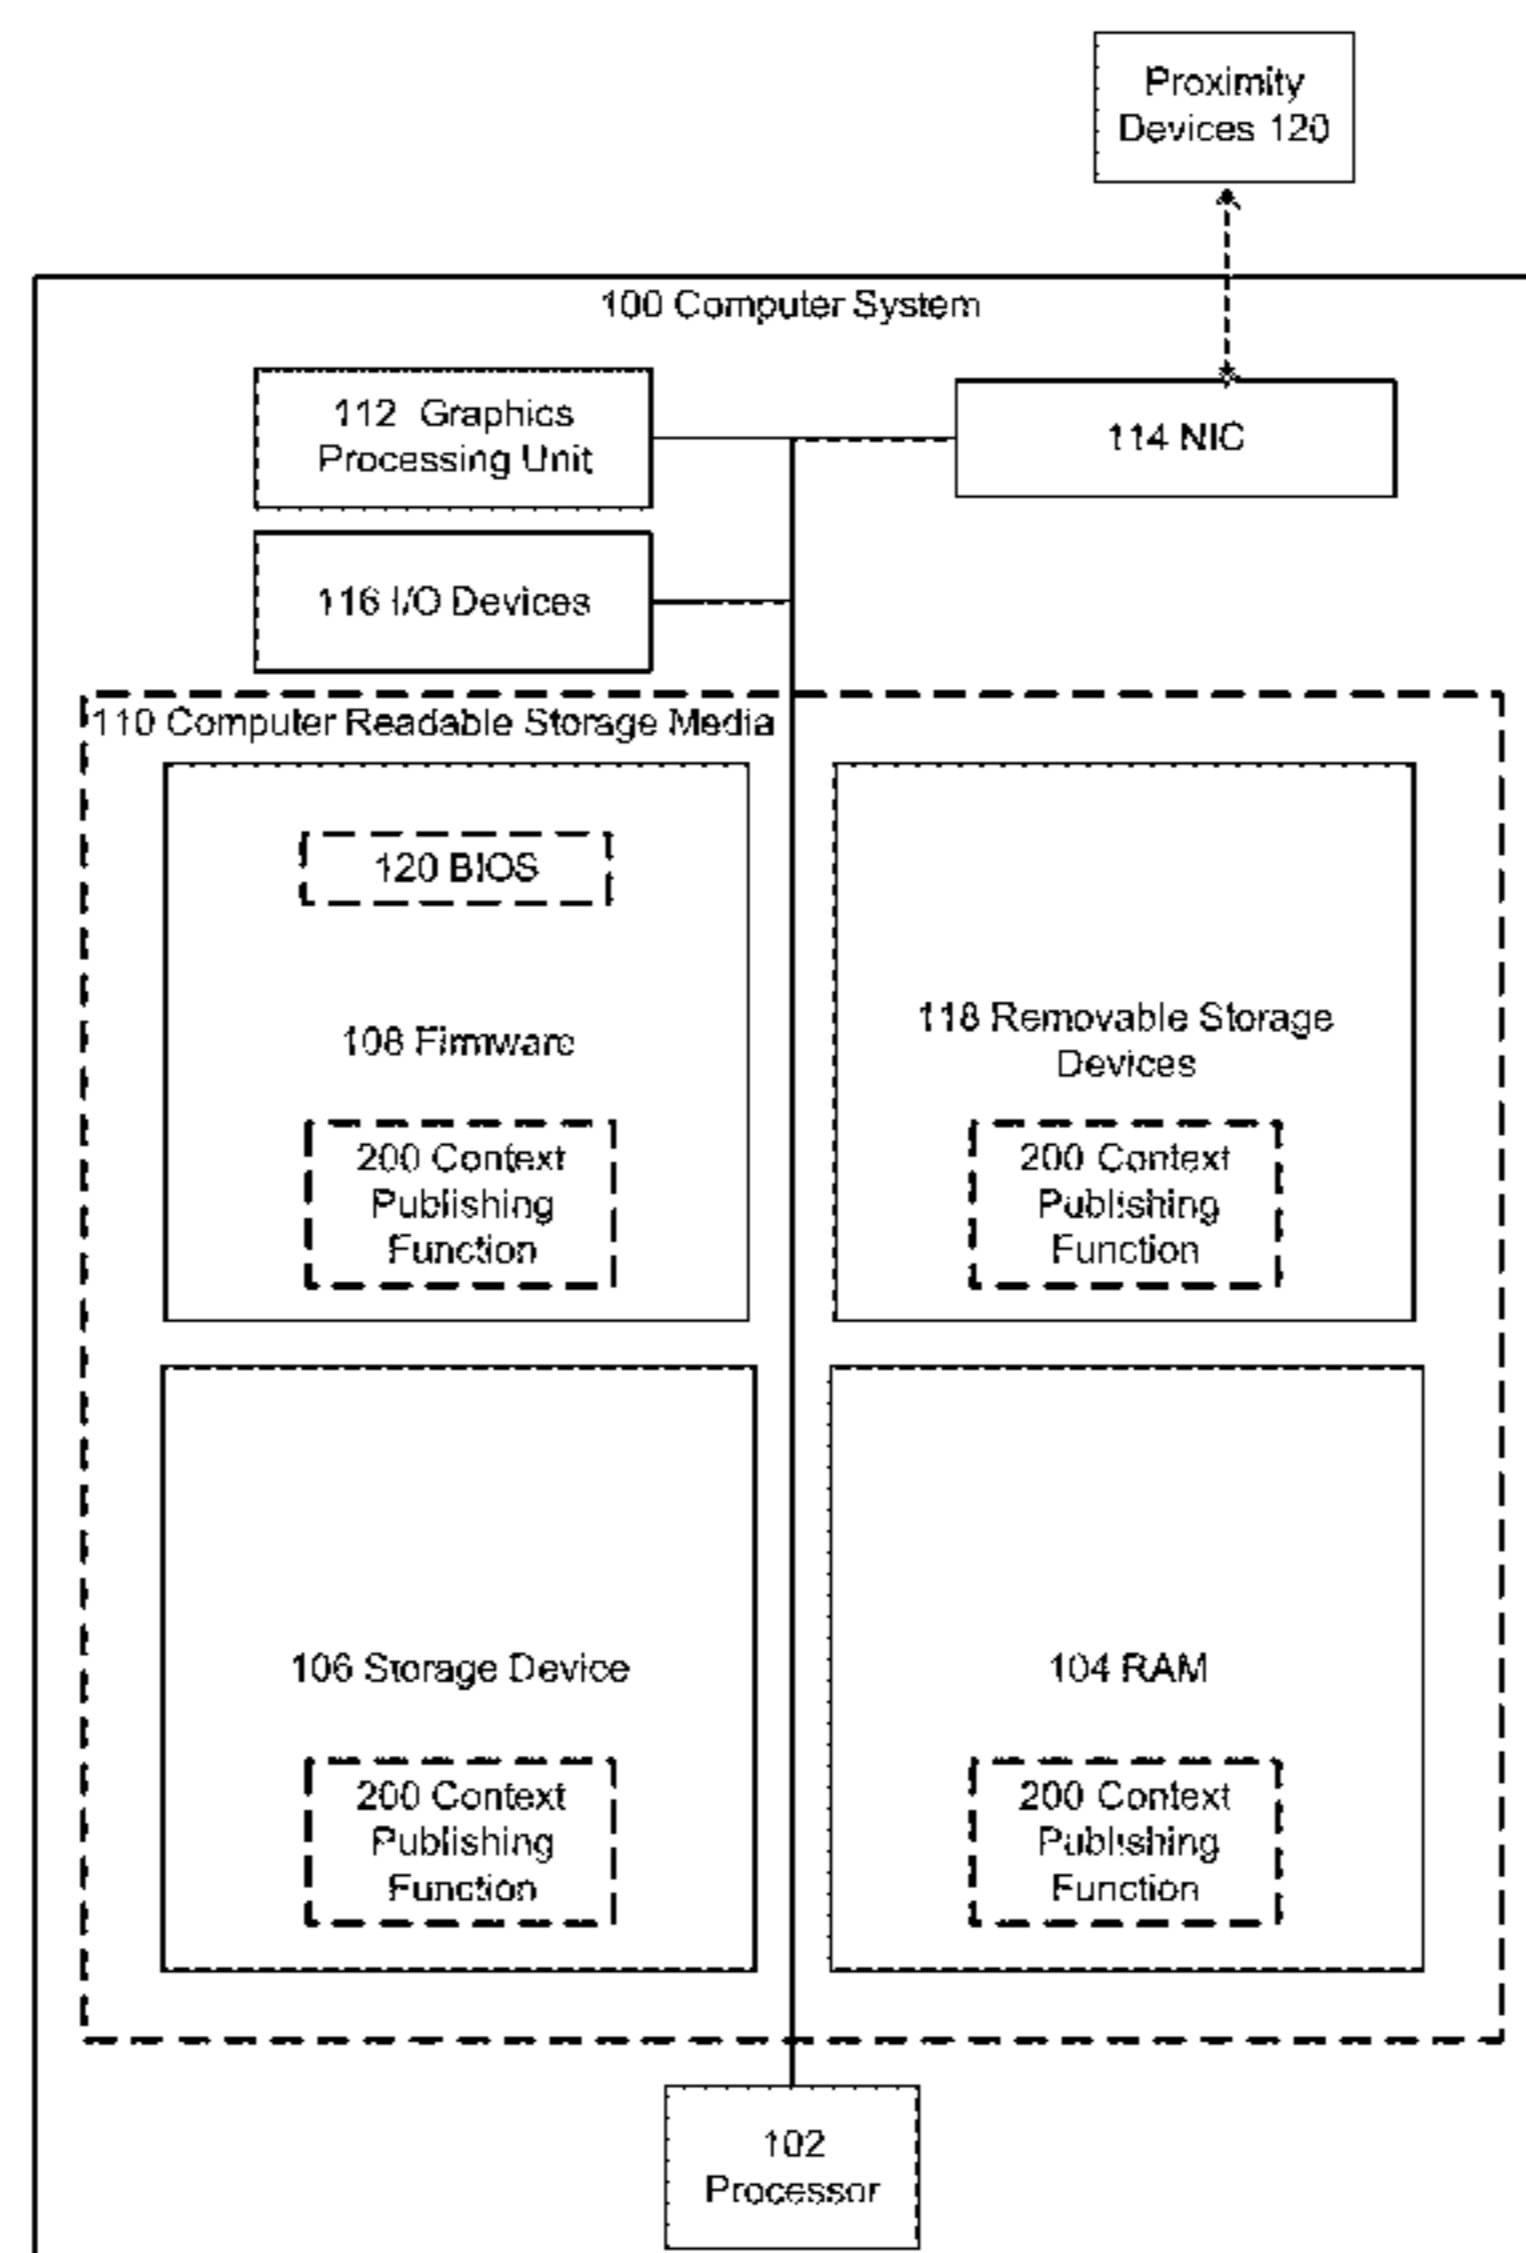 Proximity
Devices 120
100 Computer System
112 Graphics
Processing Unit
114 NIC
116 I/O Devices
110 Computer Readable Storage Media
120 BIOS
108 Firmware
118 Removable Storage
Devices
200 Context
Publishing
Function
200 Context
Publishing
Function
106 Storage Device
104 RAM
200 Context
Publishing
Function
200 Context
Publishing
Function
102
Processor